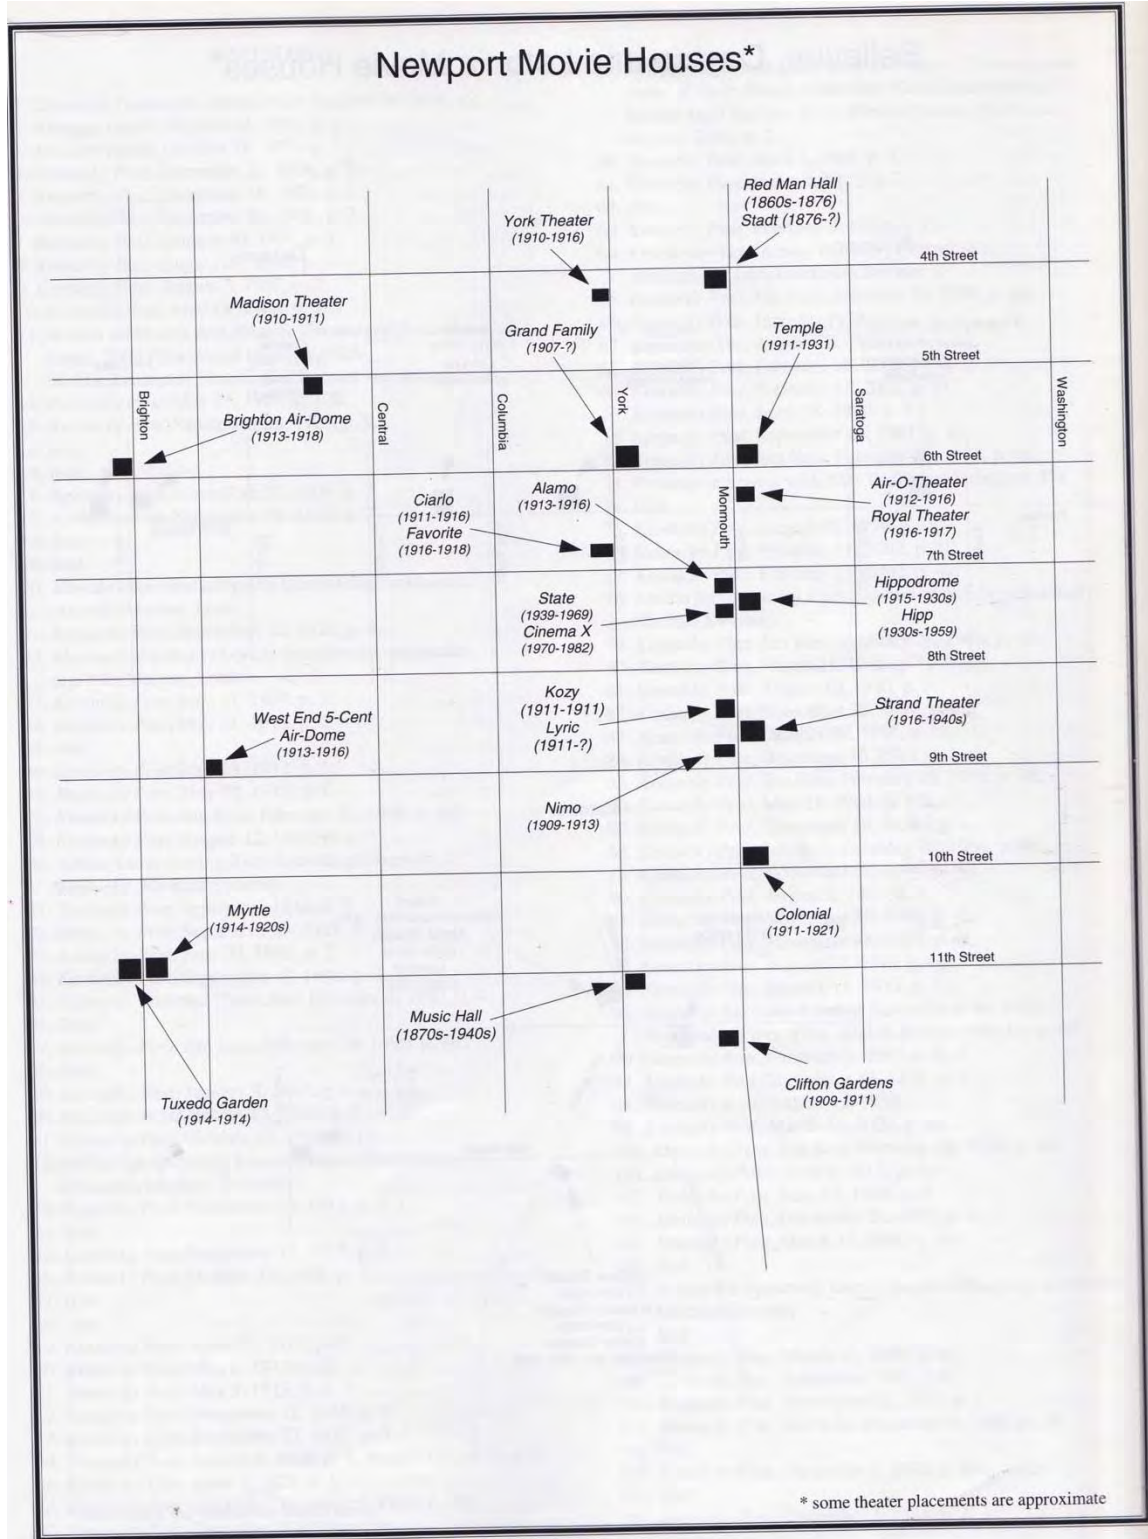 Newport Movie Houses*
Red Man Hall
(1860s-1876)
Stadt (1876-?)
York Theater
(1910-1916)
4th Street
Madison Theater
(1910-1911)
Grand Family
(1907-?)
Temple
(1911-1931)
5th Street
Brighton
Central
Columbia
York
Saratoga
Washington
Brighton Air-Dome
(1913-1918)
6th Street
Alamo
(1913-1916)
Monmouth
Air-O-Theater
(1912-1916)
Royal Theater
(1916-1917)
Ciarlo
(1911-1916)
Favorite
(1916-1918)
7th Street
State
(1939-1969)
Cinema X
(1970-1982)
Hippodrome
(1915-1930s)
Hipp
(1930s-1959)
8th Street
Kozy
(1911-1911)
Lyric
(1911-?)
Strand Theater
(1916-1940s)
West End 5-Cent
Air-Dome
(1913-1916)
9th Street
Nimo
(1909-1913)
10th Street
Myrtle
(1914-1920s)
Colonial
(1911-1921)
11th Street
Music Hall
(1870s-1940s)
Clifton Gardens
(1909-1911)
Tuxedo Garden
(1914-1914)
* some theater placements are approximate